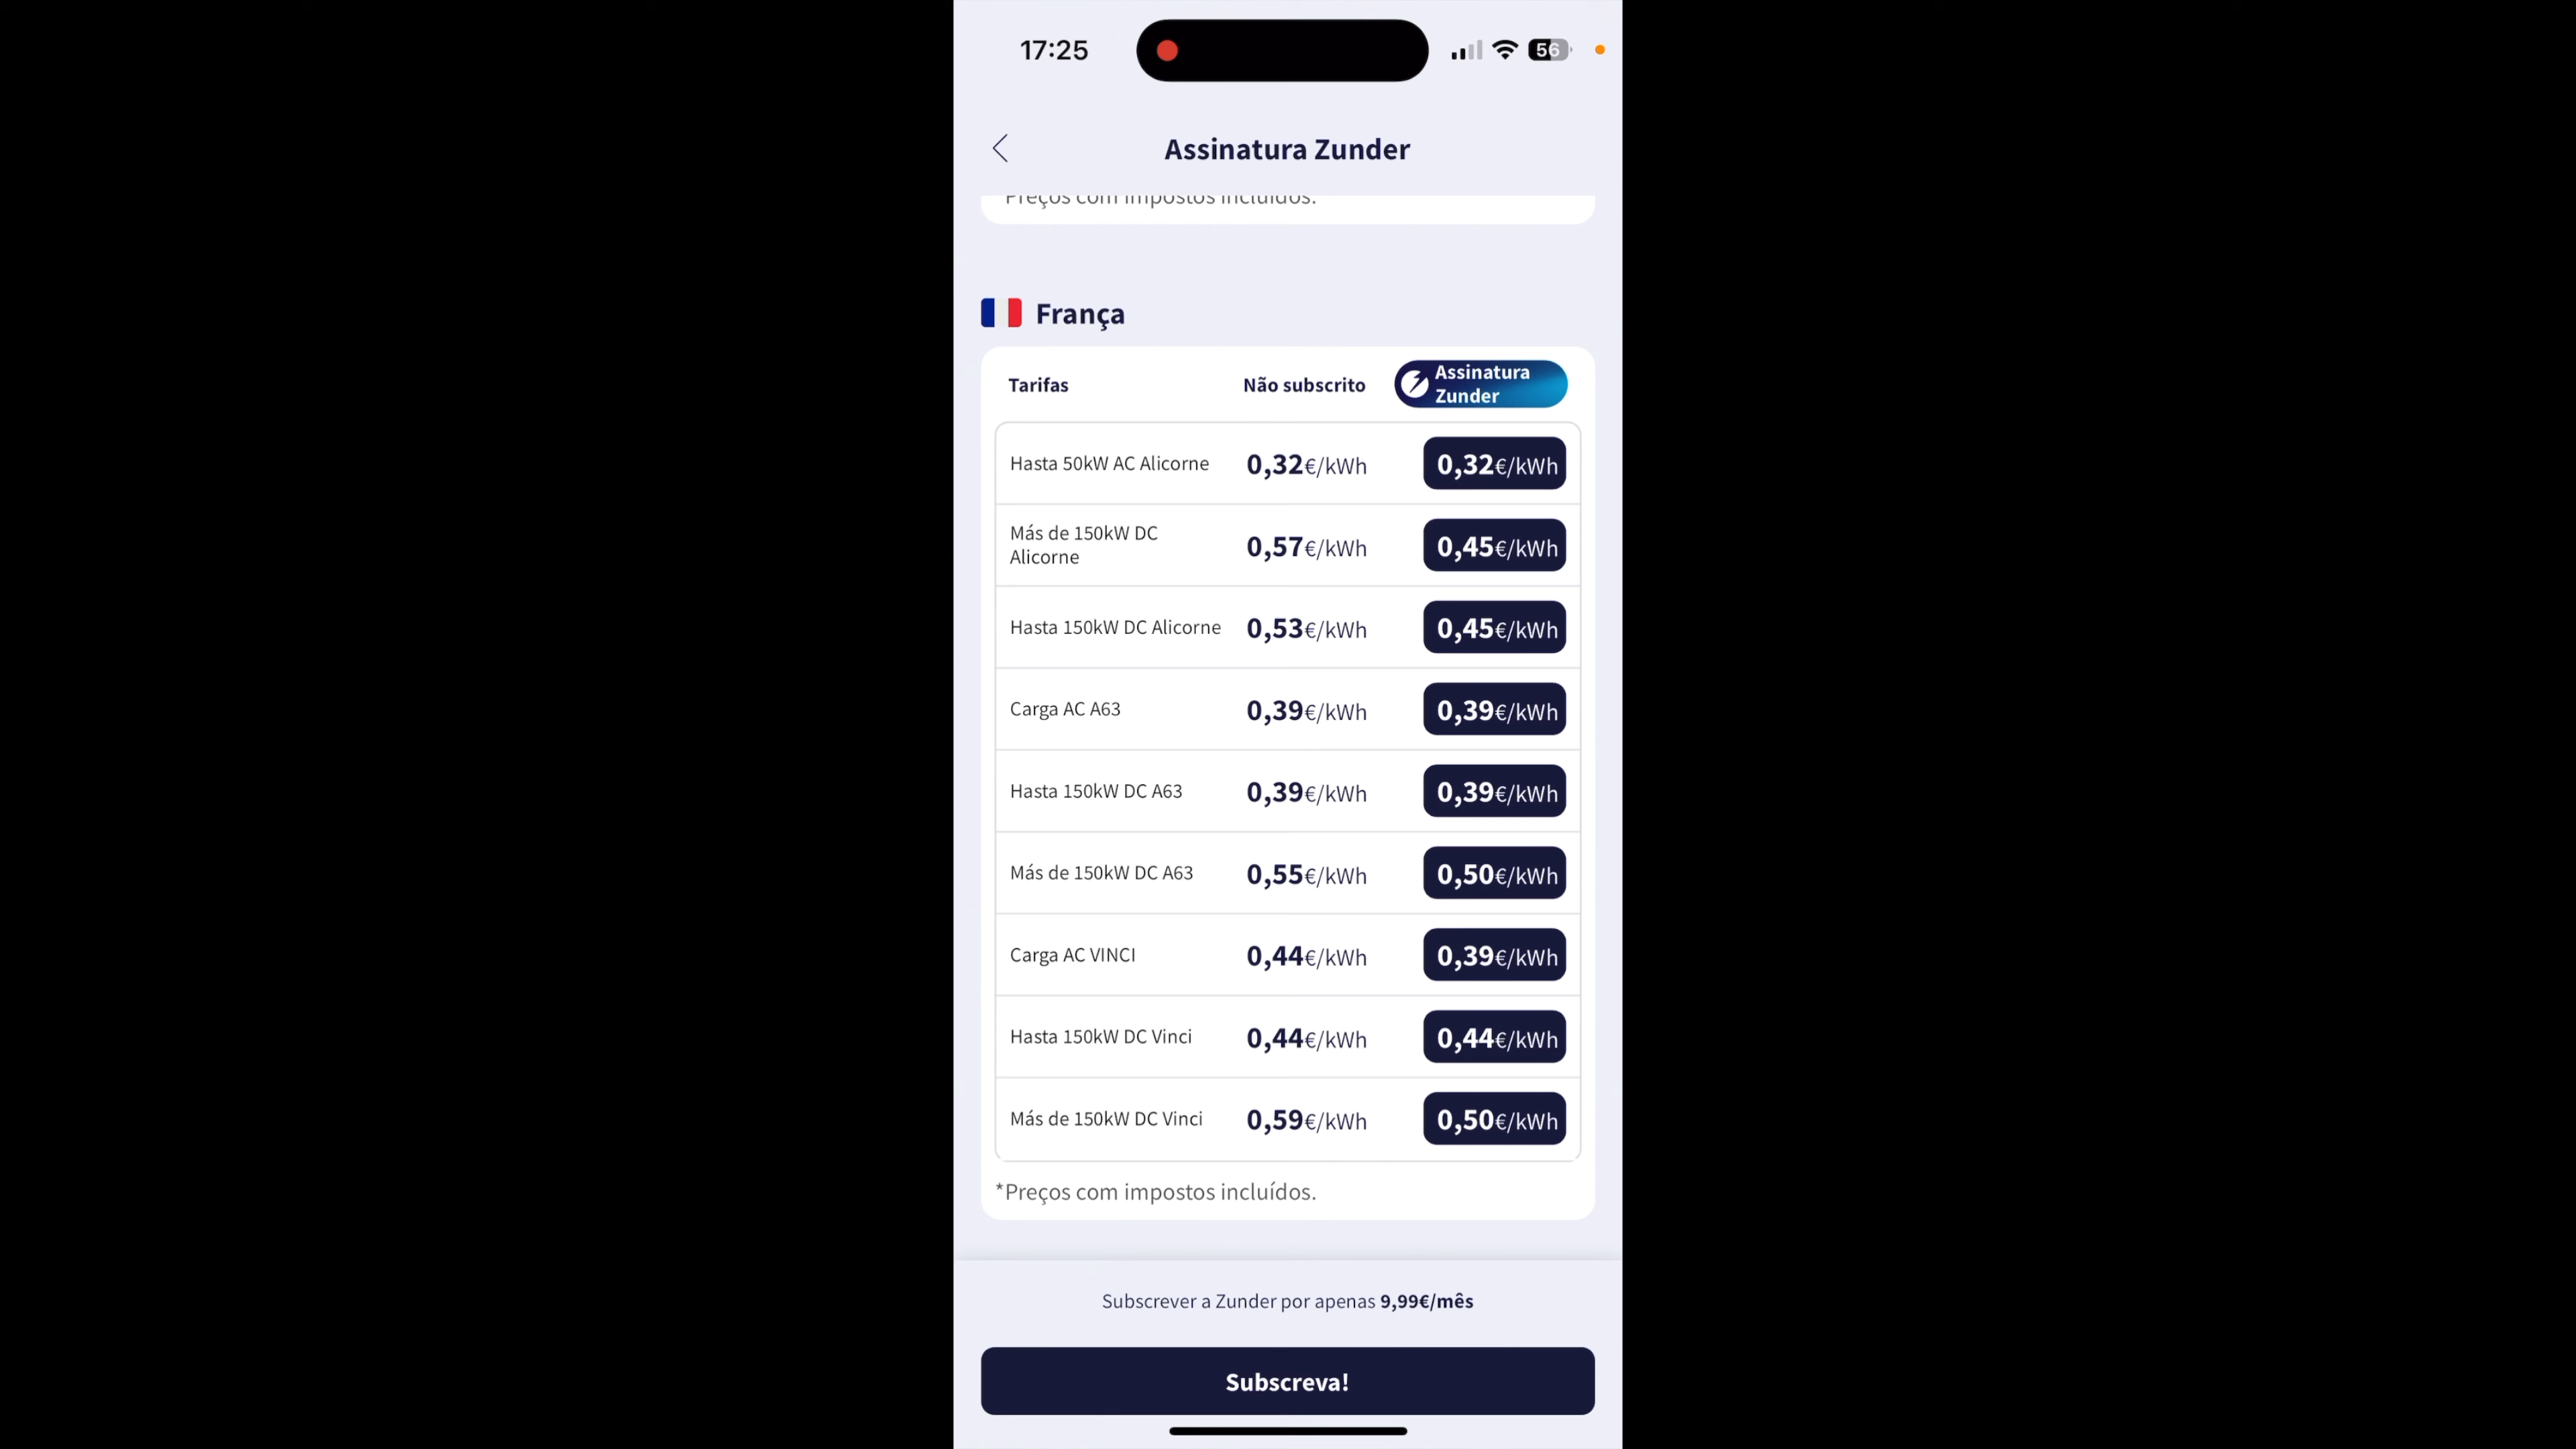 17:25
56
Assinatura Zunder
Preços com impostos incluídos.
França
Tarifas Não subscrito Assinatura Zunder
Hasta 50kW AC Alicorne 0,32€/kWh 0,32€/kWh
Más de 150kW DC Alicorne 0,57€/kWh 0,45€/kWh
Hasta 150kW DC Alicorne 0,53€/kWh 0,45€/kWh
Carga AC A63 0,39€/kWh 0,39€/kWh
Hasta 150kW DC A63 0,39€/kWh 0,39€/kWh
Más de 150kW DC A63 0,55€/kWh 0,50€/kWh
Carga AC VINCI 0,44€/kWh 0,39€/kWh
Hasta 150kW DC Vinci 0,44€/kWh 0,44€/kWh
Más de 150kW DC Vinci 0,59€/kWh 0,50€/kWh
*Preços com impostos incluídos.
Subscrever a Zunder por apenas 9,99€/mês
Subscreva!